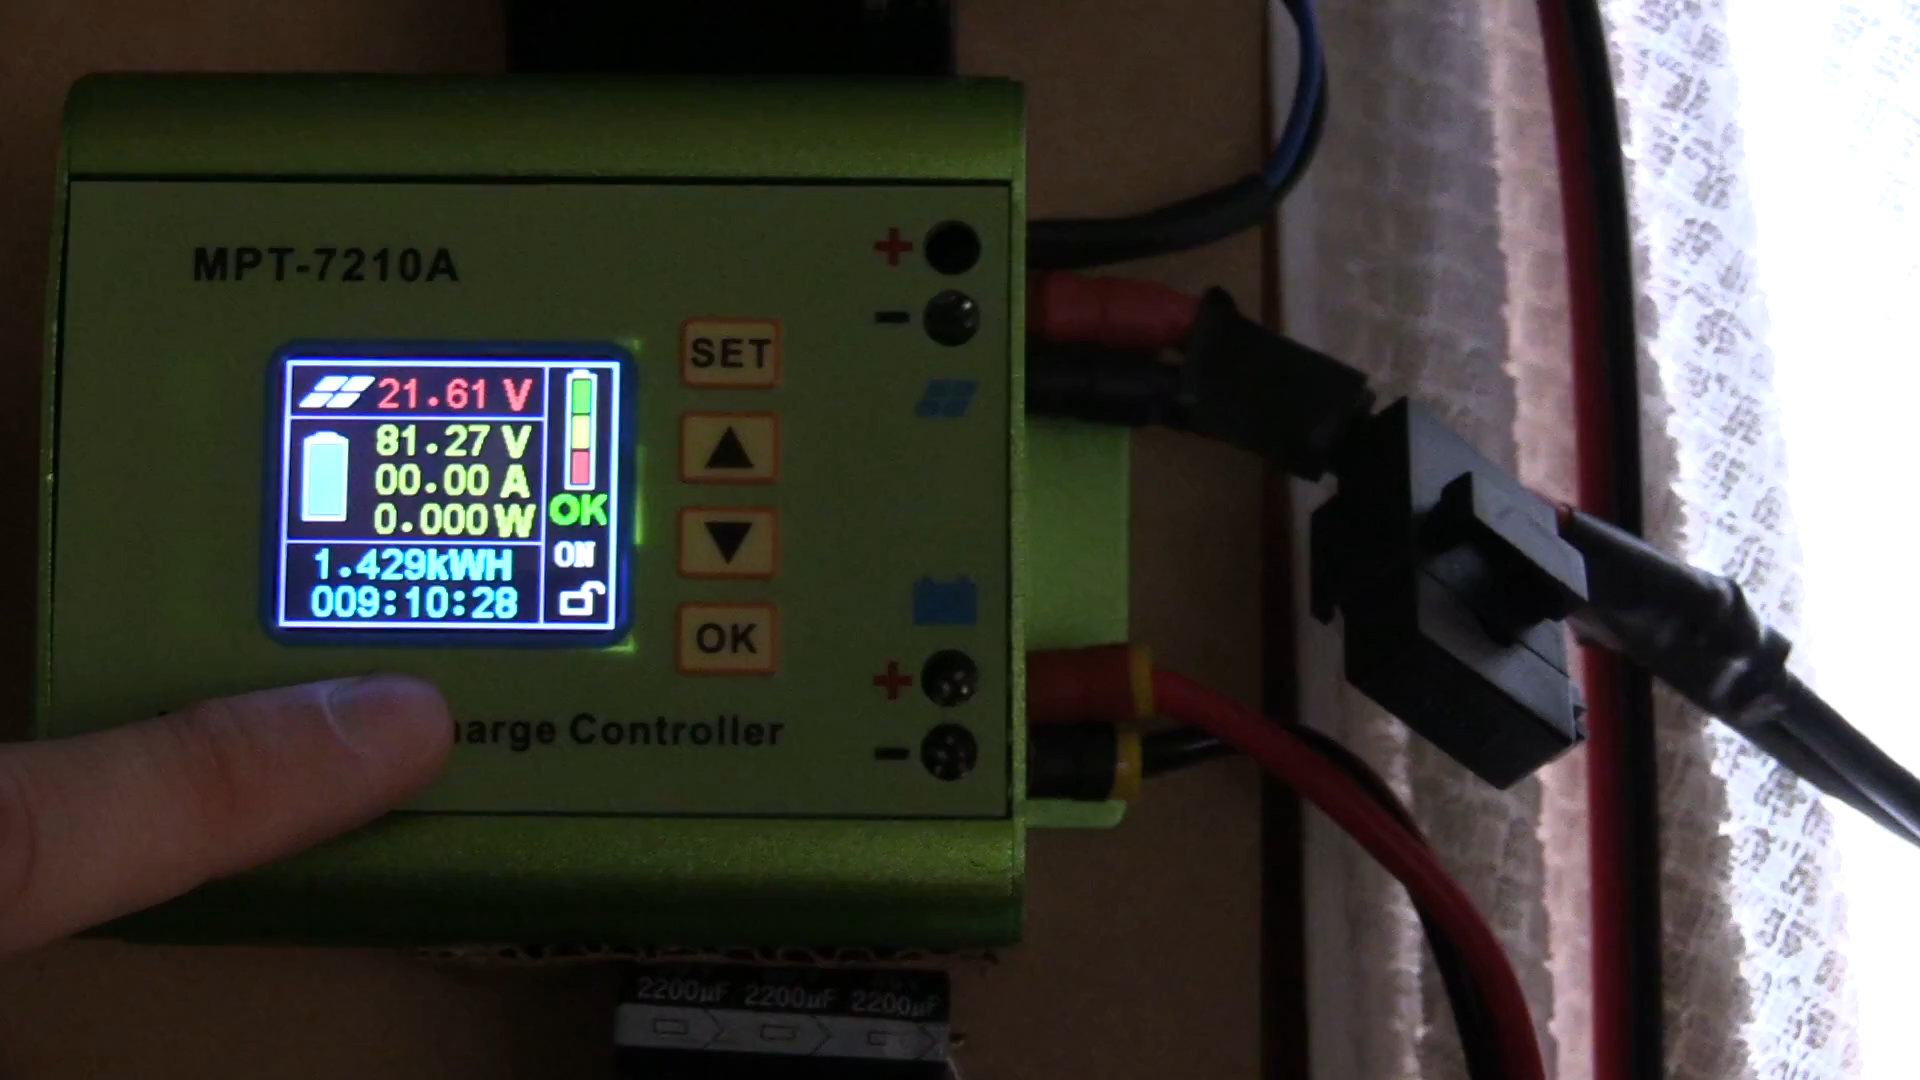 MPT-7210A
+
-
SET
21.61 V
81.27 V
00.00 A
0.000 W
OK
ON
1.429kWH
009:10:28
OK
harge Controller
+
-
2200µF 2200µF 2200µF